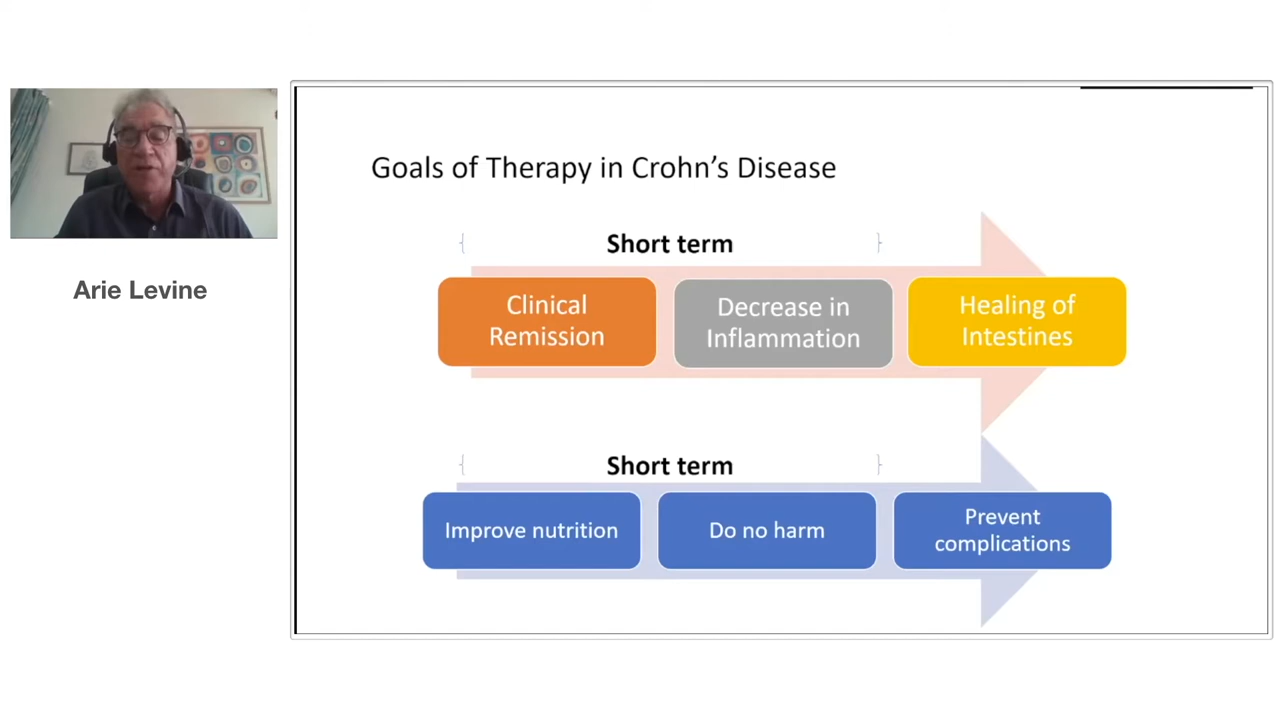 Arie Levine
Goals of Therapy in Crohn's Disease
Short term
Clinical
Remission
Decrease in
Inflammation
Healing of
Intestines
Short term
Improve nutrition
Do no harm
Prevent
complications